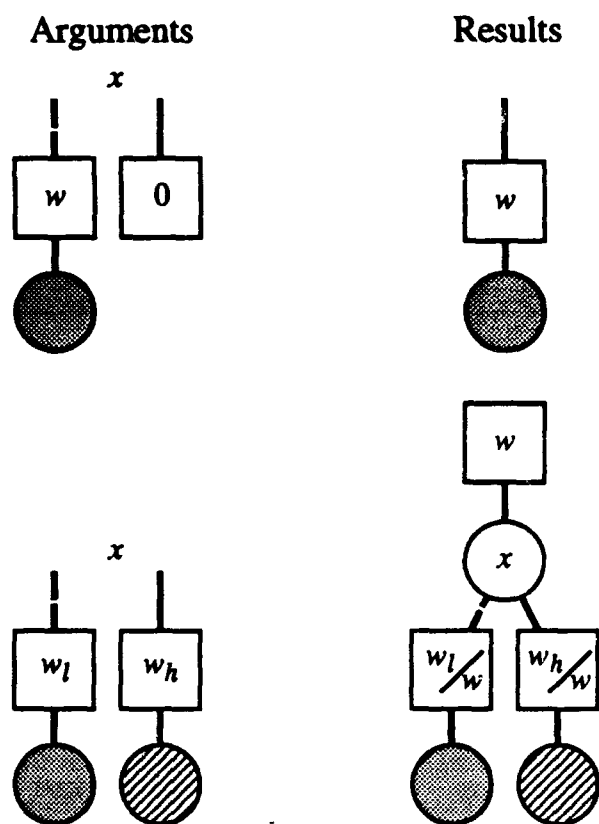 Arguments Results
x
w 0 w
w
x x
w_l w_h w_l/w w_h/w